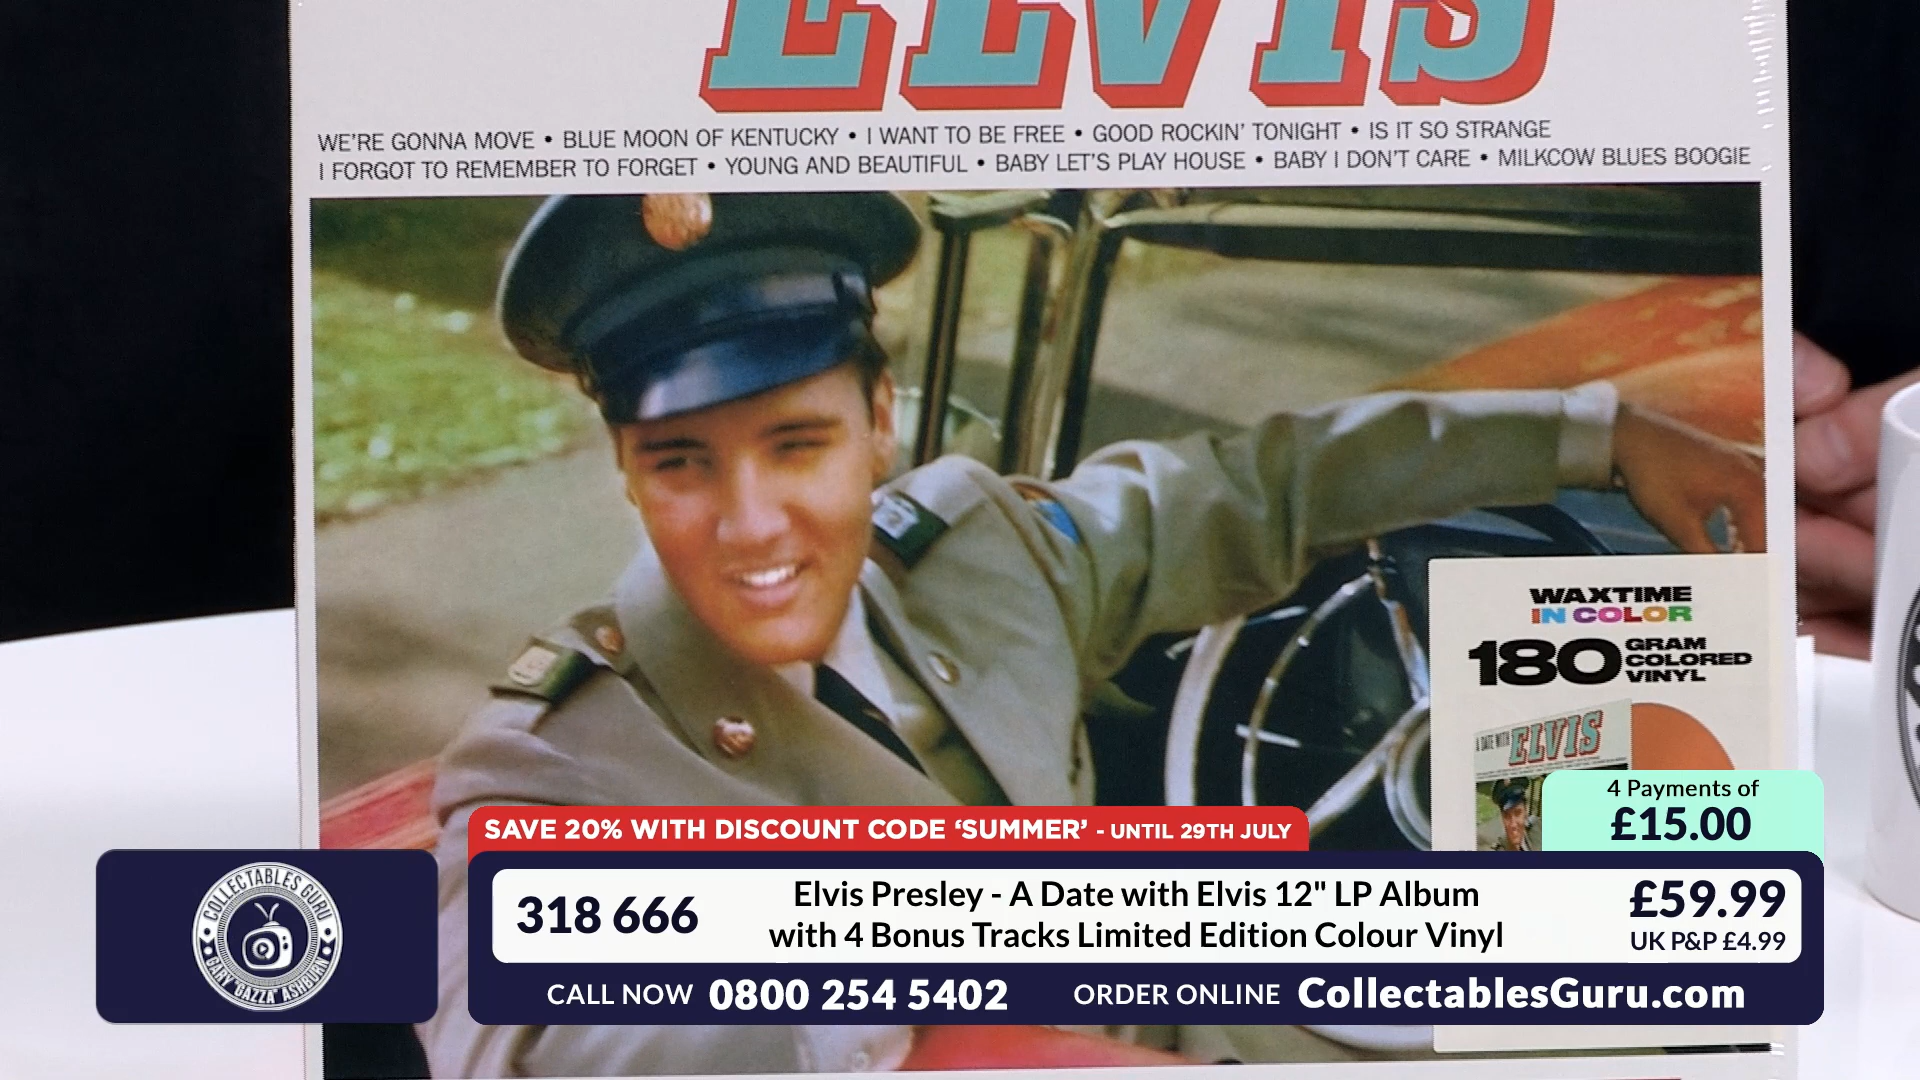 ELVIS
WE'RE GONNA MOVE • BLUE MOON OF KENTUCKY • I WANT TO BE FREE • GOOD ROCKIN' TONIGHT • IS IT SO STRANGE
I FORGOT TO REMEMBER TO FORGET • YOUNG AND BEAUTIFUL • BABY LET'S PLAY HOUSE • BABY I DON'T CARE • MILKCOW BLUES BOOGIE
WAXTIME
IN COLOR
180 GRAM
COLORED
VINYL
A DATE WITH ELVIS
4 Payments of
£15.00
SAVE 20% WITH DISCOUNT CODE 'SUMMER' - UNTIL 29TH JULY
318 666
Elvis Presley - A Date with Elvis 12" LP Album
with 4 Bonus Tracks Limited Edition Colour Vinyl
£59.99
UK P&P £4.99
COLLECTABLES GURU
GARY "GAZZA" ASHBURN
CALL NOW 0800 254 5402
ORDER ONLINE CollectablesGuru.com